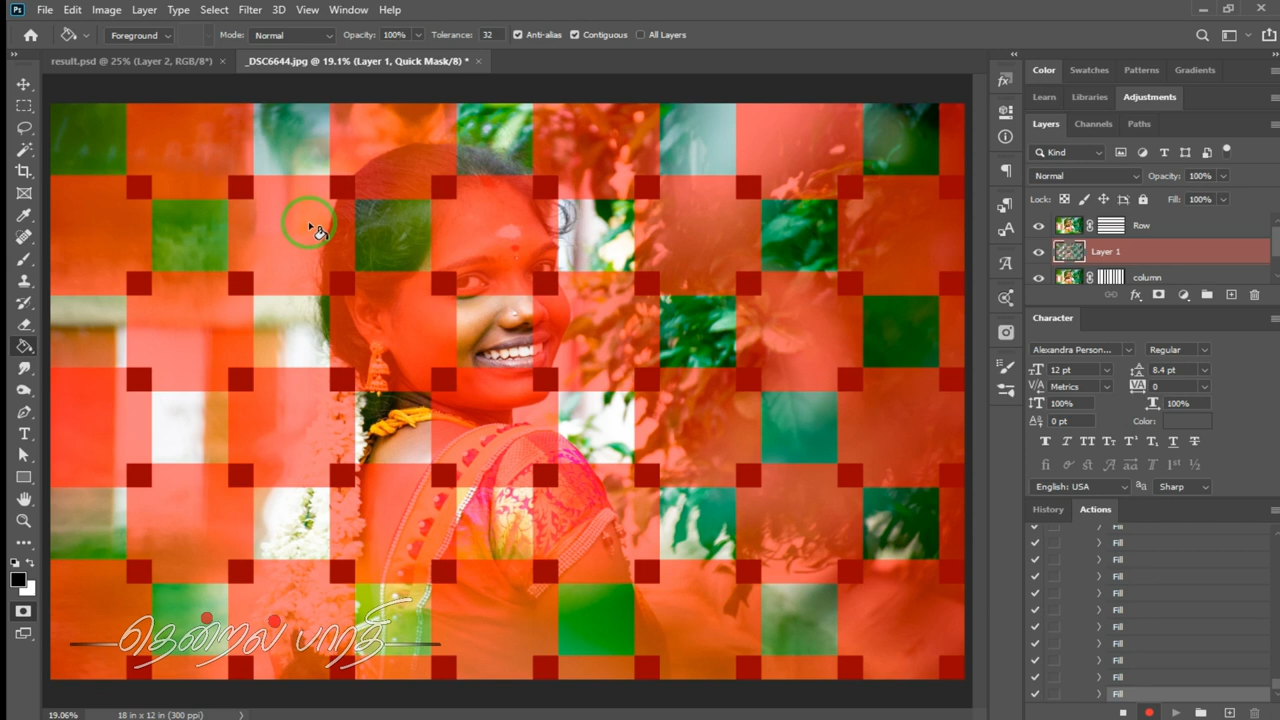 Ps File Edit Image Layer Type Select Filter 3D View Window Help
Foreground Mode: Normal Opacity: 100% Tolerance: 32 Anti-alias Contiguous All Layers
result.psd @ 25% (Layer 2, RGB/8*) × _DSC6644.jpg @ 19.1% (Layer 1, Quick Mask/8) * ×
Color Swatches Patterns Gradients
Learn Libraries Adjustments
Layers Channels Paths
Kind
Normal Opacity: 100%
Lock: Fill: 100%
Row
Layer 1
column
Character
Alexandra Person... Regular
12 pt 8.4 pt
Metrics 0
100% 100%
0 pt Color:
English: USA Sharp
History Actions
Fill
Fill
Fill
Fill
Fill
Fill
Fill
Fill
Fill
Fill
Fill
தென்றல் பாரதி
19.06% 18 in x 12 in (300 ppi)